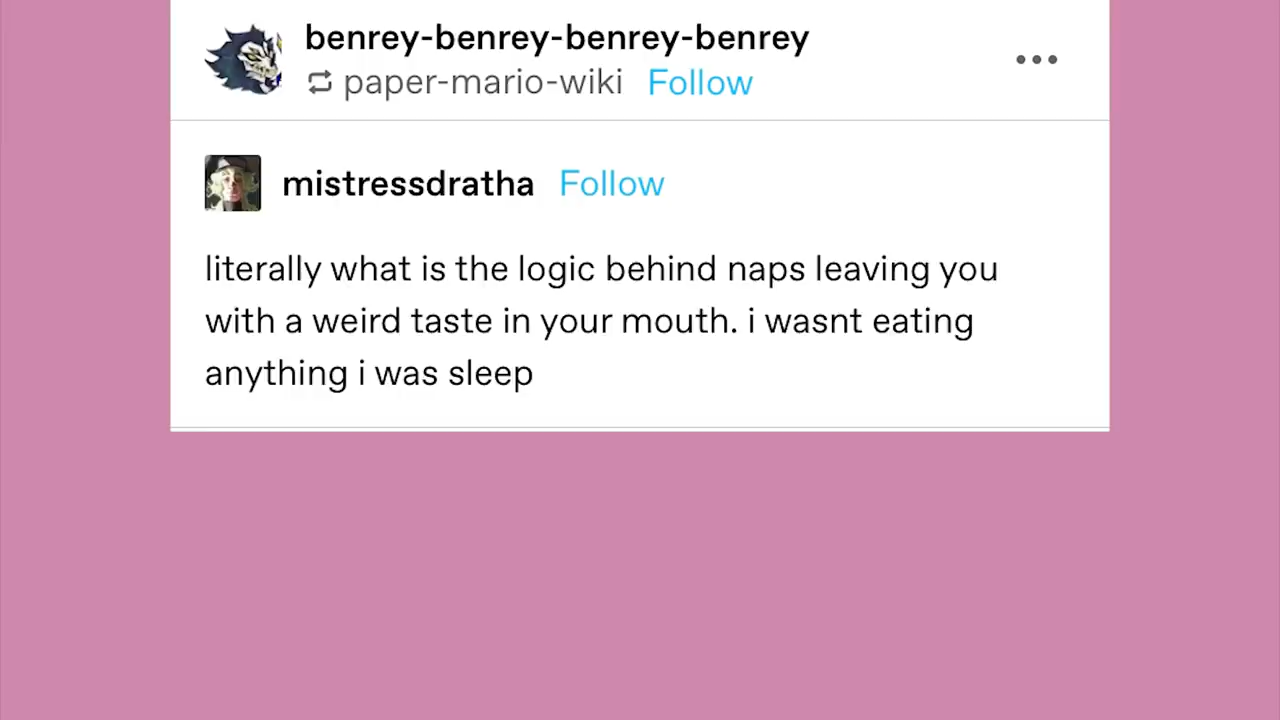 benrey-benrey-benrey-benrey
paper-mario-wiki Follow
mistressdratha Follow
literally what is the logic behind naps leaving you
with a weird taste in your mouth. i wasnt eating
anything i was sleep